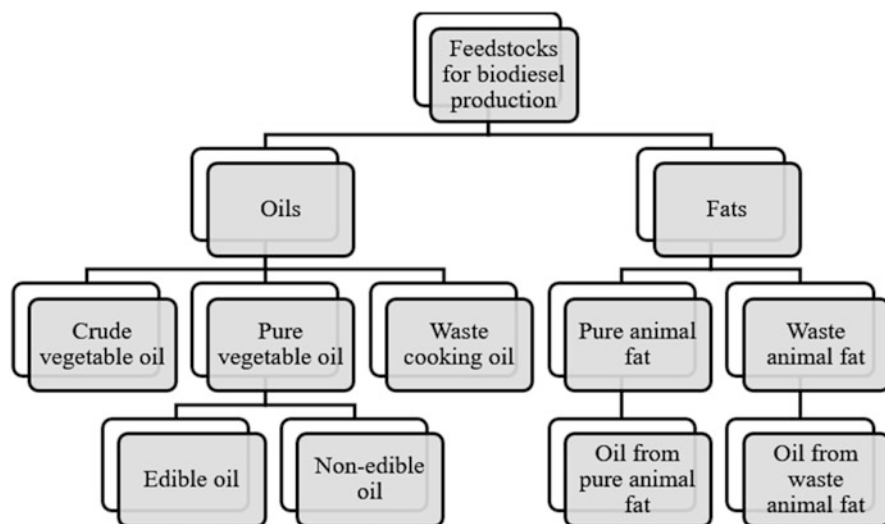 Feedstocks
for biodiesel
production
Oils
Fats
Crude
vegetable oil
Pure
vegetable oil
Waste
cooking oil
Pure animal
fat
Waste
animal fat
Edible oil
Non-edible
oil
Oil from
pure animal
fat
Oil from
waste
animal fat